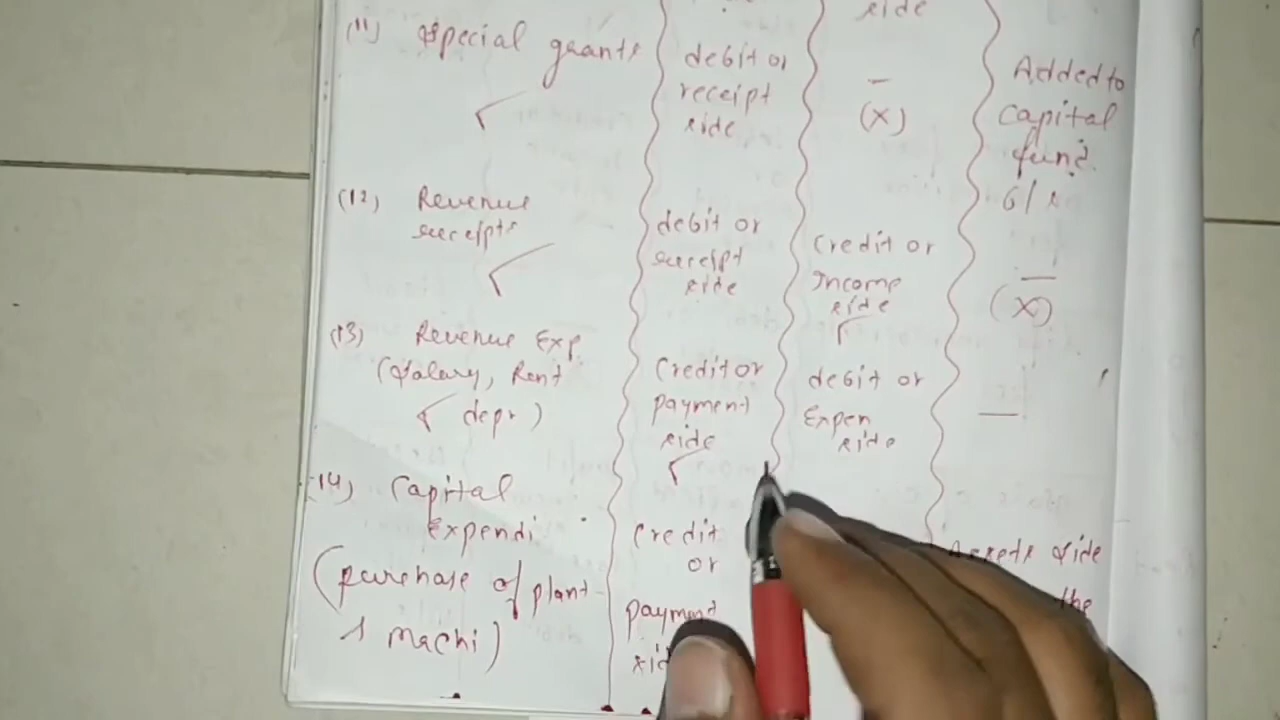 side
(11) special grants
debit or
receipt
side
(X)
Added to
capital
fund.
(12) Revenue
receipts
debit or
receipt
side
credit or
Income
side
(X)
(13) Revenue Exp.
(salary, Rent
depr)
credit or
payment
side
debit or
Expen
side
(14) capital
Expendi
(purchase of plant
machi)
credit
or
payment
Assets side
the